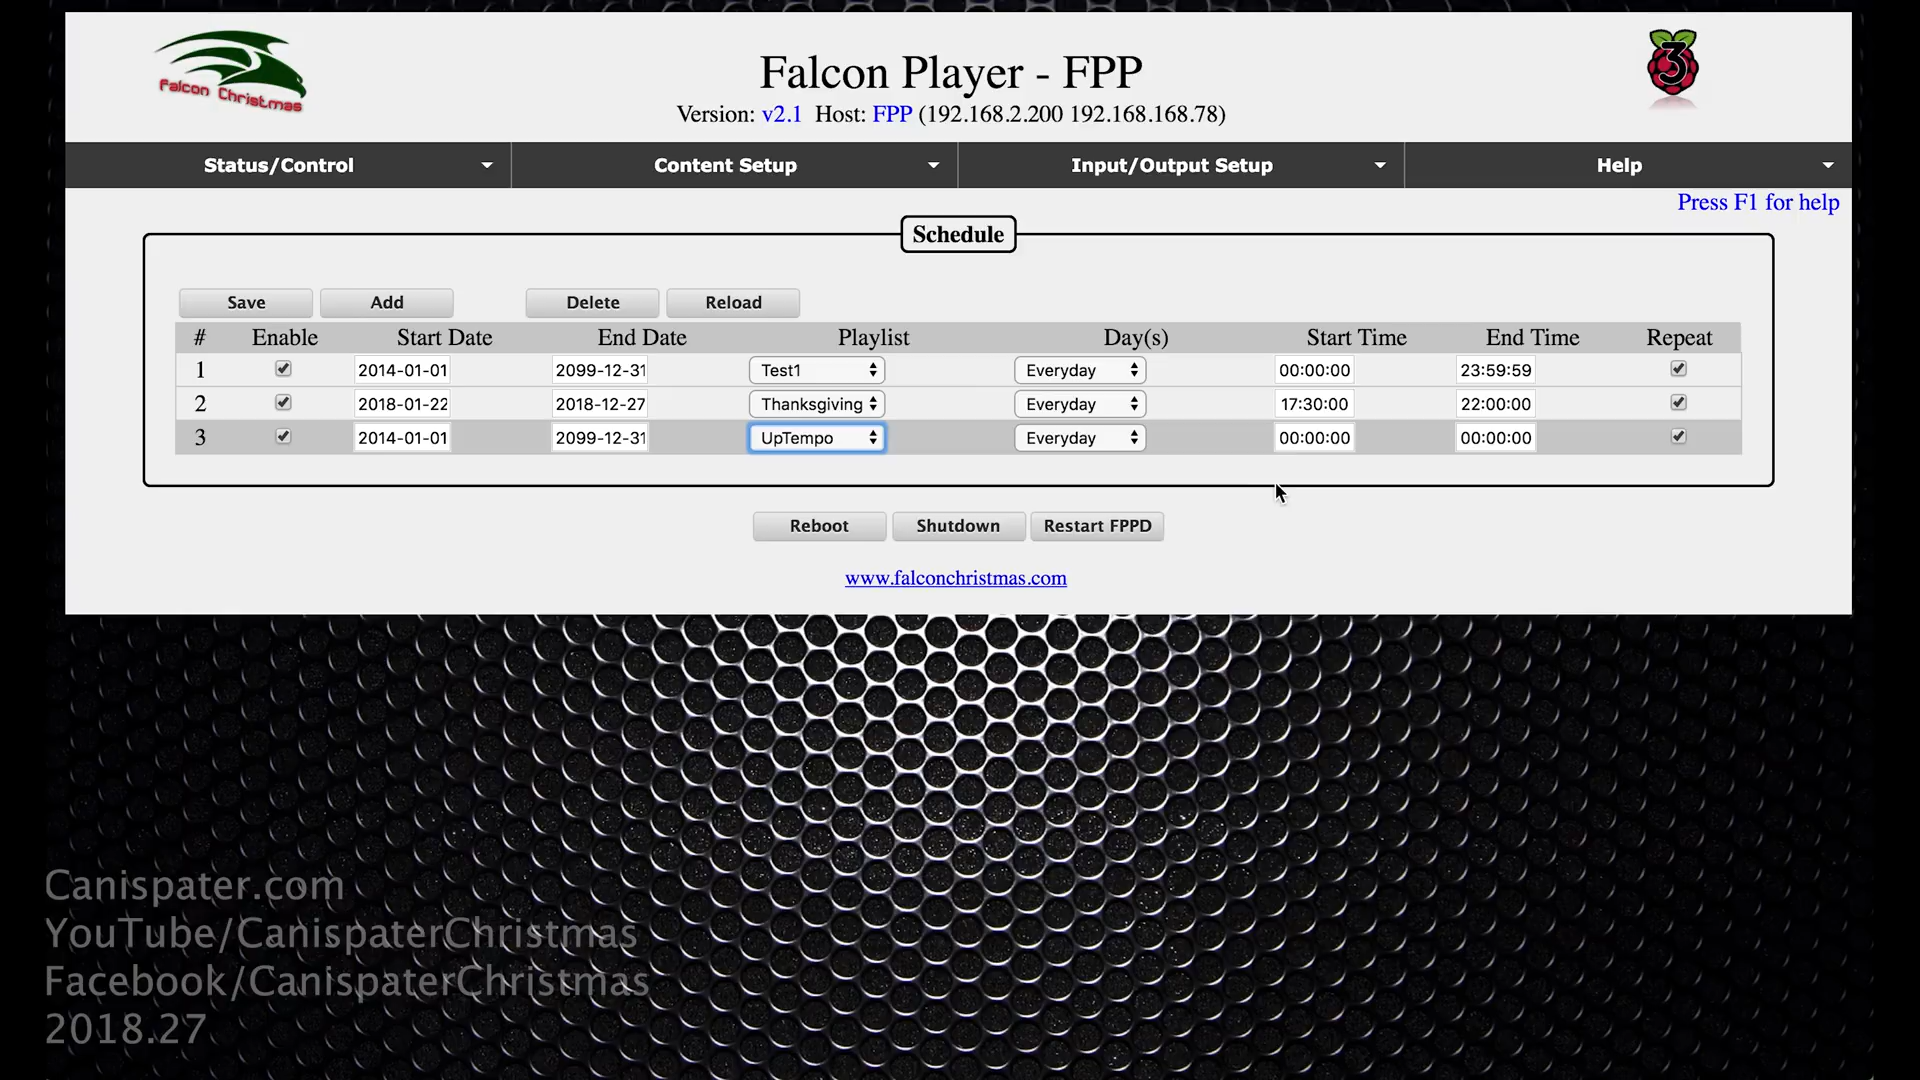 Falcon Christmas
Falcon Player - FPP
3
Version: v2.1 Host: FPP (192.168.2.200 192.168.168.78)
Status/Control Content Setup Input/Output Setup Help
Press F1 for help
Schedule
Save Add Delete Reload
# Enable Start Date End Date Playlist Day(s) Start Time End Time Repeat
1 2014-01-01 2099-12-31 Test1 Everyday 00:00:00 23:59:59
2 2018-01-22 2018-12-27 Thanksgiving Everyday 17:30:00 22:00:00
3 2014-01-01 2099-12-31 UpTempo Everyday 00:00:00 00:00:00
Reboot Shutdown Restart FPPD
www.falconchristmas.com
Canispater.com
YouTube/CanispaterChristmas
Facebook/CanispaterChristmas
2018.27